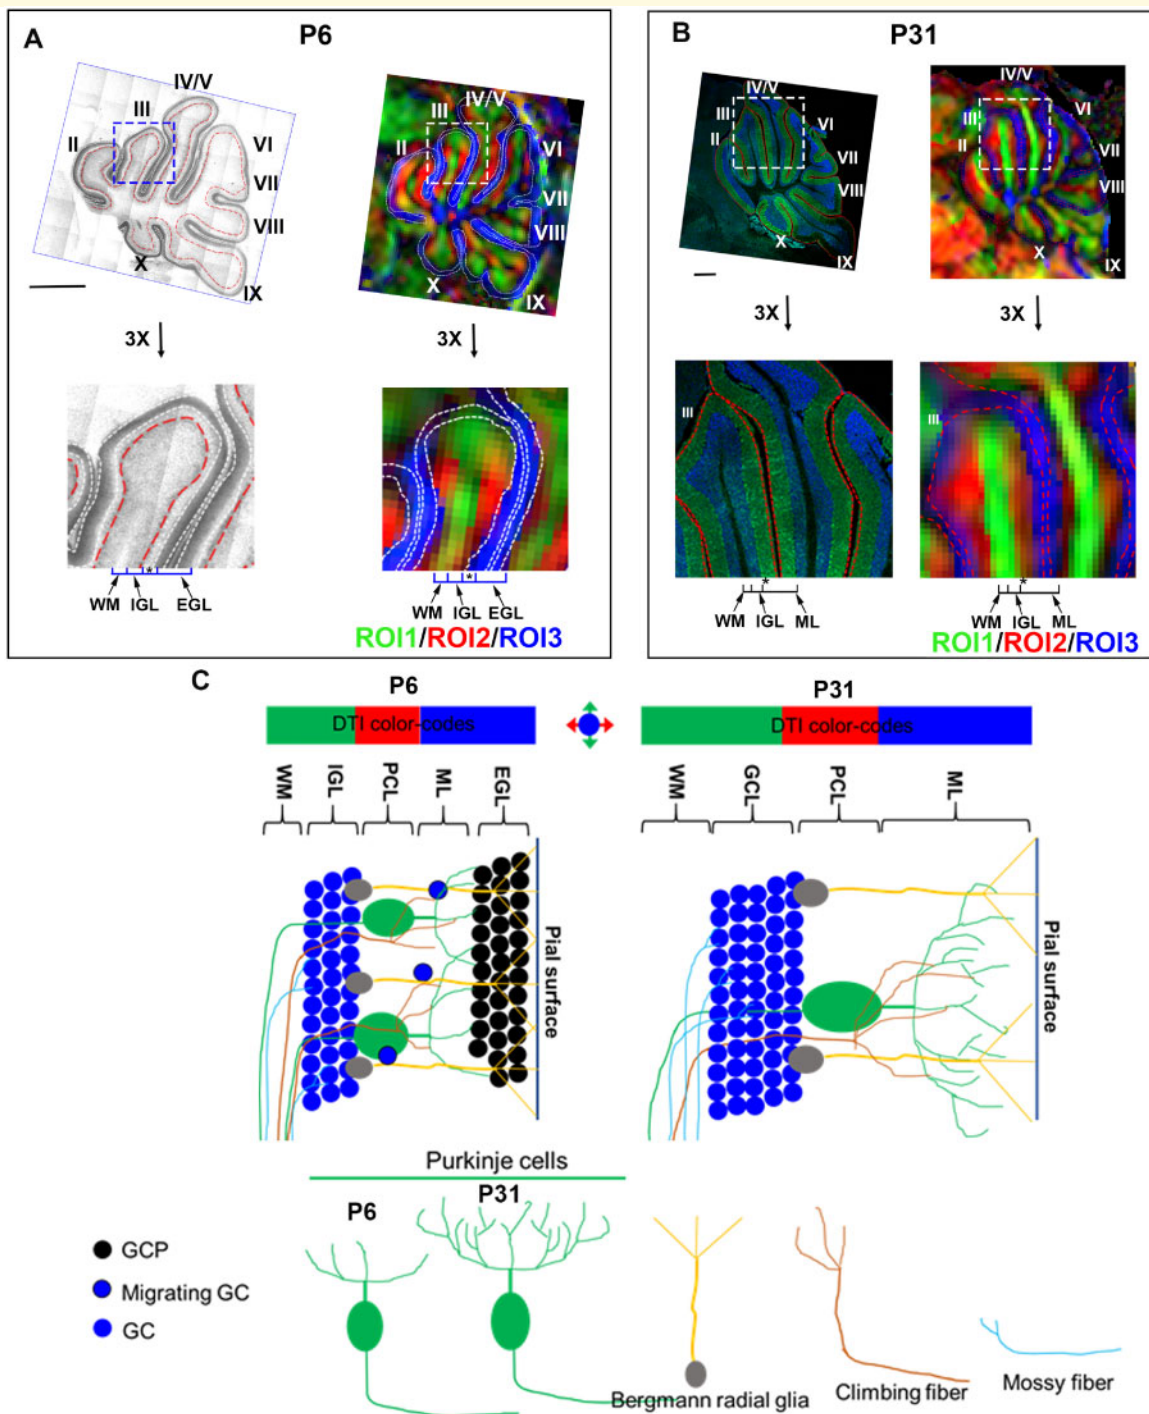 A
P6
IV/V
III
II
VI
VII
VIII
X
IX
IV/V
III
II
VI
VII
VIII
X
IX
3X
3X
*
WM IGL EGL
*
WM IGL EGL
ROI1/ROI2/ROI3
B
P31
IV/V
III
II
VI
VII
VIII
X
IX
IV/V
III
II
VI
VII
VIII
X
IX
3X
3X
III
III
*
WM IGL ML
*
WM IGL ML
ROI1/ROI2/ROI3
C
P6
DTI color-codes
WM
IGL
PCL
ML
EGL
Pial surface
P31
DTI color-codes
WM
GCL
PCL
ML
Pial surface
Purkinje cells
P6
P31
GCP
Migrating GC
GC
Bergmann radial glia
Climbing fiber
Mossy fiber